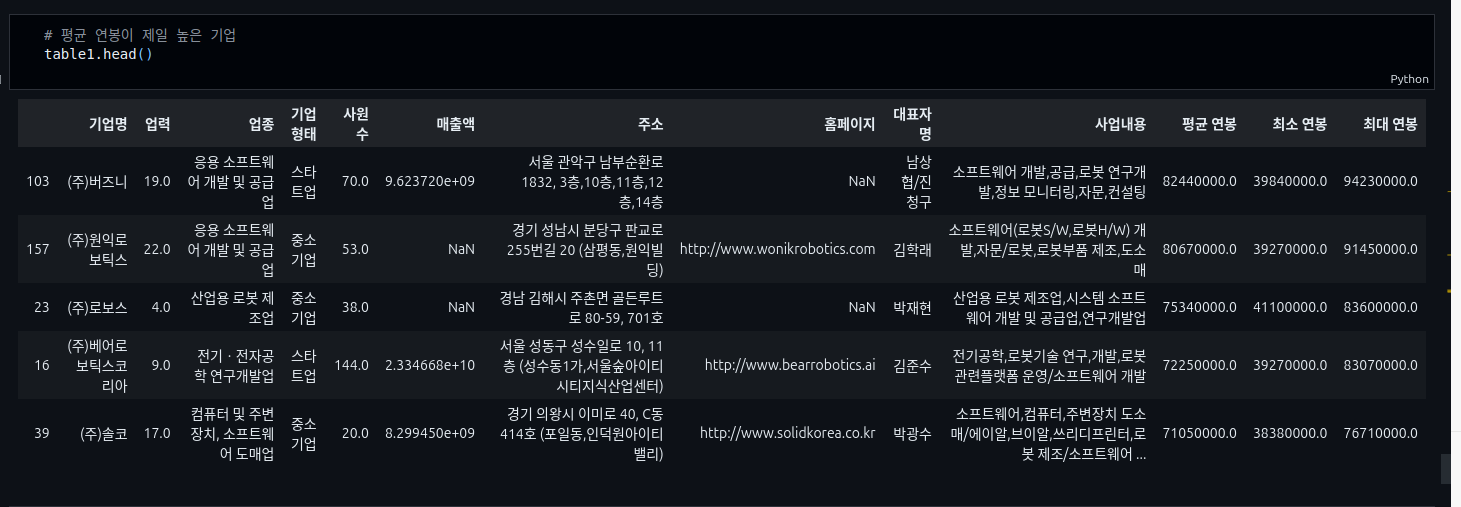 # 평균 연봉이 제일 높은 기업
table1.head()
Python
기업명 업력 업종 기업 형태 사원 수 매출액 주소 홈페이지 대표자 명 사업내용 평균 연봉 최소 연봉 최대 연봉
103 (주)버즈니 19.0 응용 소프트웨어 개발 및 공급업 스타트업 70.0 9.623720e+09 서울 관악구 남부순환로 1832, 3층,10층,11층,12층,14층 NaN 남상협/진청구 소프트웨어 개발,공급,로봇 연구개발,정보 모니터링,자문,컨설팅 82440000.0 39840000.0 94230000.0
157 (주)원익로보틱스 22.0 응용 소프트웨어 개발 및 공급업 중소기업 53.0 NaN 경기 성남시 분당구 판교로 255번길 20 (삼평동,원익빌딩) http://www.wonikrobotics.com 김학래 소프트웨어(로봇S/W,로봇H/W) 개발,자문/로봇,로봇부품 제조,도소매 80670000.0 39270000.0 91450000.0
23 (주)로보스 4.0 산업용 로봇 제조업 중소기업 38.0 NaN 경남 김해시 주촌면 골든루트로 80-59, 701호 NaN 박재현 산업용 로봇 제조업,시스템 소프트웨어 개발 및 공급업,연구개발업 75340000.0 41100000.0 83600000.0
16 (주)베어로보틱스코리아 9.0 전기ㆍ전자공학 연구개발업 스타트업 144.0 2.334668e+10 서울 성동구 성수일로 10, 11층 (성수동1가,서울숲아이티시티지식산업센터) http://www.bearrobotics.ai 김준수 전기공학,로봇기술 연구,개발,로봇관련플랫폼 운영/소프트웨어 개발 72250000.0 39270000.0 83070000.0
39 (주)솔코 17.0 컴퓨터 및 주변장치, 소프트웨어 도매업 중소기업 20.0 8.299450e+09 경기 의왕시 이미로 40, C동 414호 (포일동,인덕원아이티밸리) http://www.solidkorea.co.kr 박광수 소프트웨어,컴퓨터,주변장치 도소매/에이알,브이알,쓰리디프린터,로봇 제조/소프트웨어 ... 71050000.0 38380000.0 76710000.0